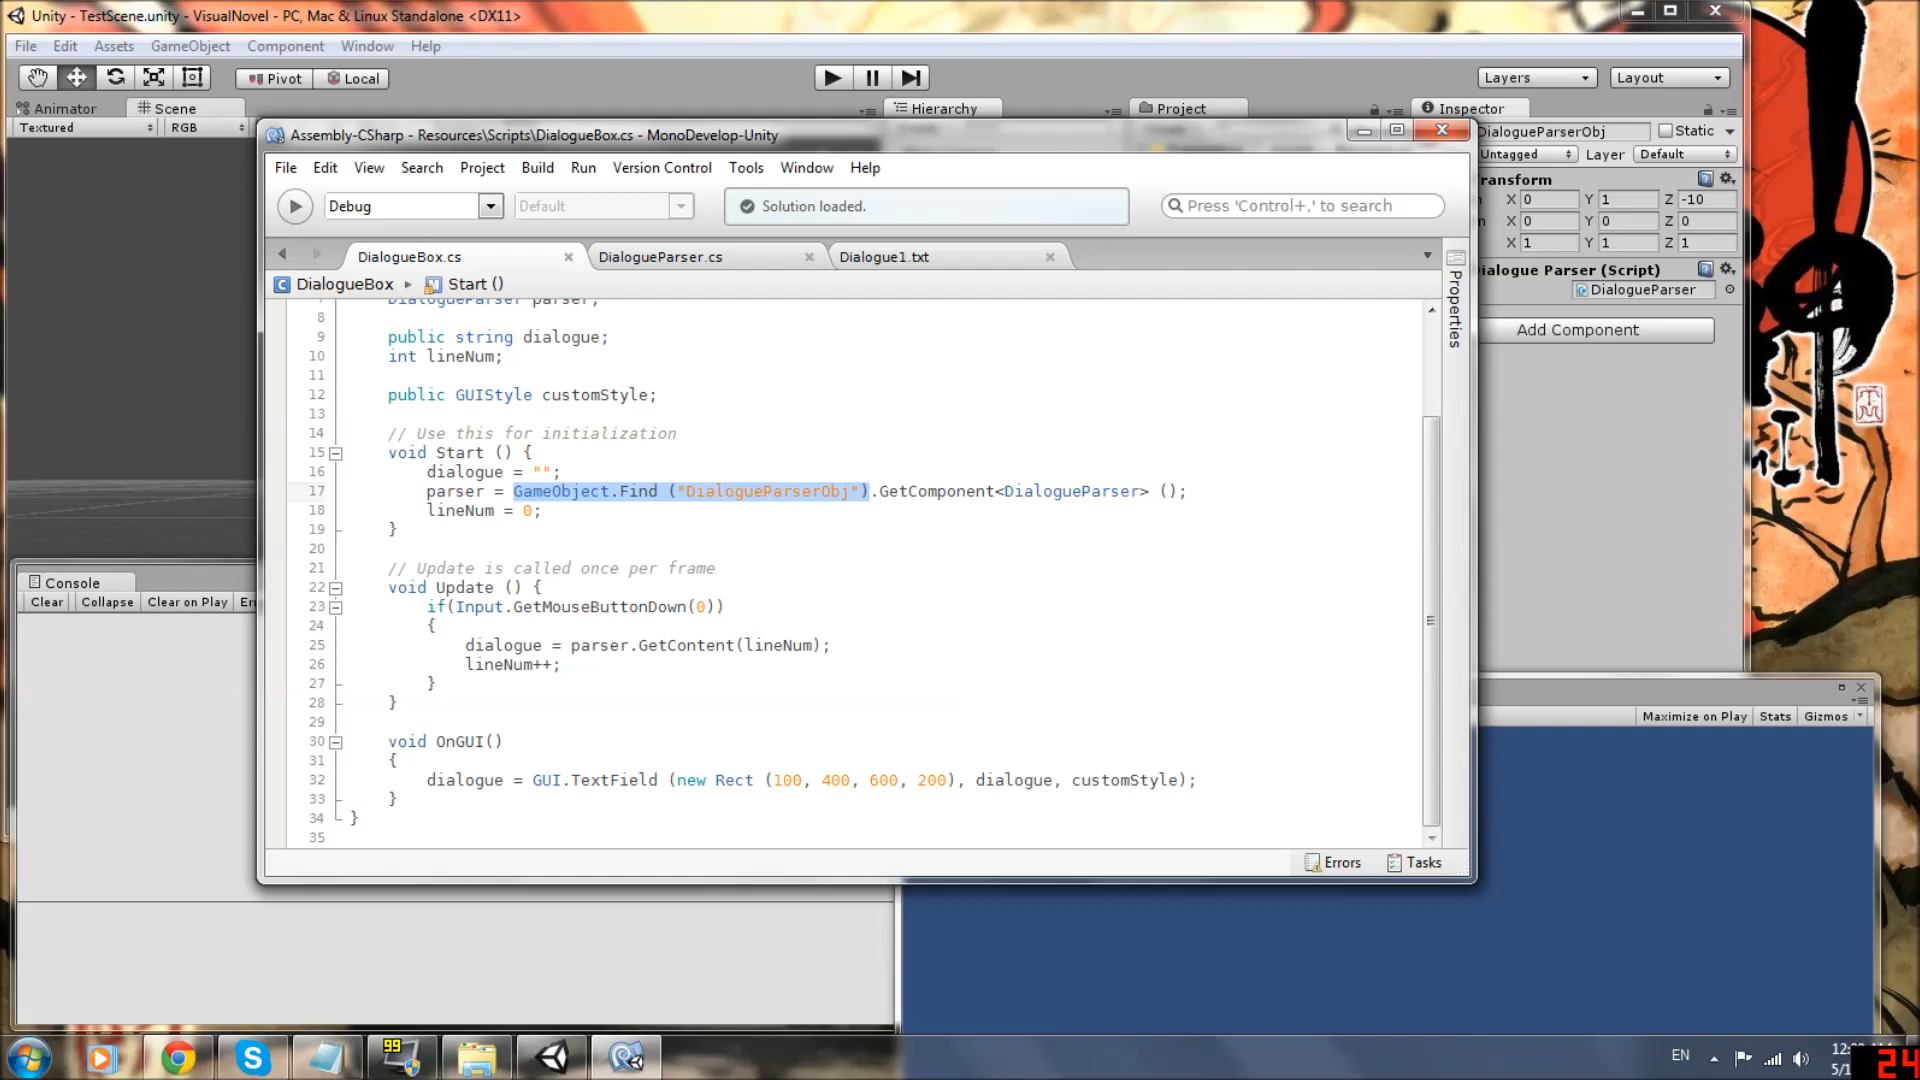 Unity - TestScene.unity - VisualNovel - PC, Mac & Linux Standalone <DX11>
File Edit Assets GameObject Component Window Help
Pivot Local Layers Layout
Animator Scene Hierarchy Project Inspector
Textured RGB
DialogueParserObj Static
Untagged Layer Default
ransform
X 0 Y 1 Z -10
n X 0 Y 0 Z 0
X 1 Y 1 Z 1
ialogue Parser (Script)
DialogueParser
Add Component
Assembly-CSharp - Resources\Scripts\DialogueBox.cs - MonoDevelop-Unity
File Edit View Search Project Build Run Version Control Tools Window Help
Debug Default Solution loaded. Press 'Control+,' to search
DialogueBox.cs DialogueParser.cs Dialogue1.txt
DialogueBox Start ()
Properties
7 DialogueParser parser;
8
9 public string dialogue;
10 int lineNum;
11
12 public GUIStyle customStyle;
13
14 // Use this for initialization
15 void Start () {
16 dialogue = "";
17 parser = GameObject.Find ("DialogueParserObj").GetComponent<DialogueParser> ();
18 lineNum = 0;
19 }
20
21 // Update is called once per frame
22 void Update () {
23 if(Input.GetMouseButtonDown(0))
24 {
25 dialogue = parser.GetContent(lineNum);
26 lineNum++;
27 }
28 }
29
30 void OnGUI()
31 {
32 dialogue = GUI.TextField (new Rect (100, 400, 600, 200), dialogue, customStyle);
33 }
34 }
35
Errors Tasks
Console
Clear Collapse Clear on Play
Maximize on Play Stats Gizmos
99
EN
24